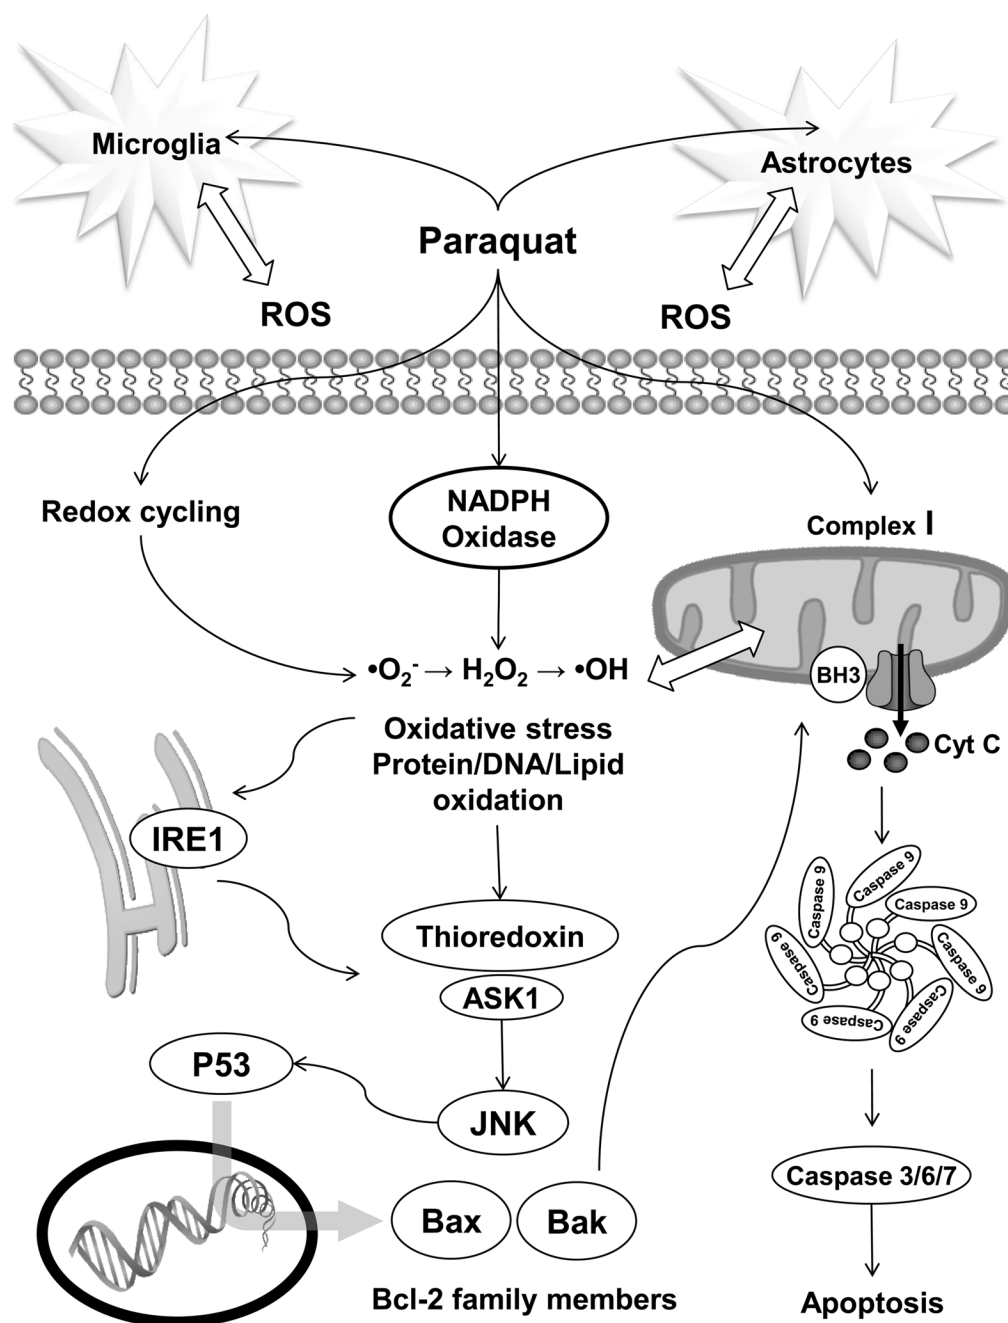 Microglia
Astrocytes
Paraquat
ROS
ROS
Redox cycling
NADPH
Oxidase
Complex I
•O₂⁻ → H₂O₂ → •OH
BH3
Cyt C
Oxidative stress
Protein/DNA/Lipid
oxidation
IRE1
Caspase 9
Caspase 9
Caspase 9
Caspase 9
Caspase 9
Caspase 9
Caspase 9
Thioredoxin
ASK1
P53
JNK
Caspase 3/6/7
Bax
Bak
Bcl-2 family members
Apoptosis